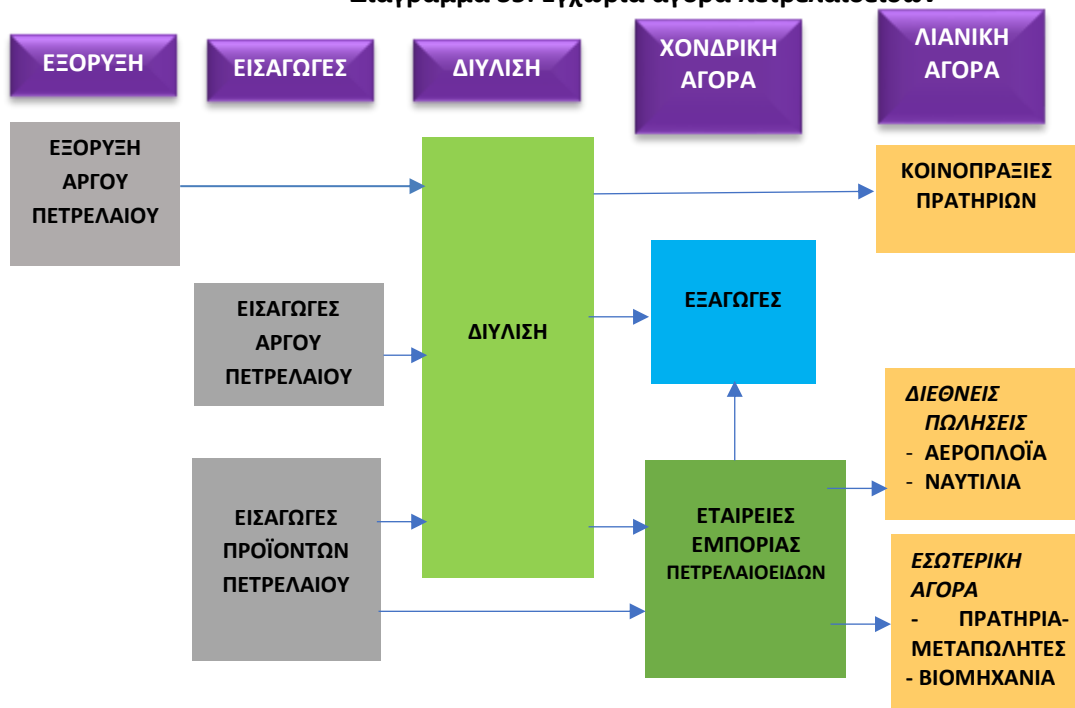 ΕΞΟΡΥΞΗ
ΕΙΣΑΓΩΓΕΣ
ΔΙΥΛΙΣΗ
ΧΟΝΔΡΙΚΗ
ΑΓΟΡΑ
ΛΙΑΝΙΚΗ
ΑΓΟΡΑ
ΕΞΟΡΥΞΗ
ΑΡΓΟΥ
ΠΕΤΡΕΛΑΙΟΥ
ΕΙΣΑΓΩΓΕΣ
ΑΡΓΟΥ
ΠΕΤΡΕΛΑΙΟΥ
ΕΙΣΑΓΩΓΕΣ
ΠΡΟΪΟΝΤΩΝ
ΠΕΤΡΕΛΑΙΟΥ
ΔΙΥΛΙΣΗ
ΕΞΑΓΩΓΕΣ
ΕΤΑΙΡΕΙΕΣ
ΕΜΠΟΡΙΑΣ
ΠΕΤΡΕΛΑΙΟΕΙΔΩΝ
ΚΟΙΝΟΠΡΑΞΙΕΣ
ΠΡΑΤΗΡΙΩΝ
ΔΙΕΘΝΕΙΣ
ΠΩΛΗΣΕΙΣ
- ΑΕΡΟΠΛΟΪΑ
- ΝΑΥΤΙΛΙΑ
ΕΣΩΤΕΡΙΚΗ
ΑΓΟΡΑ
- ΠΡΑΤΗΡΙΑ-
ΜΕΤΑΠΩΛΗΤΕΣ
- ΒΙΟΜΗΧΑΝΙΑ